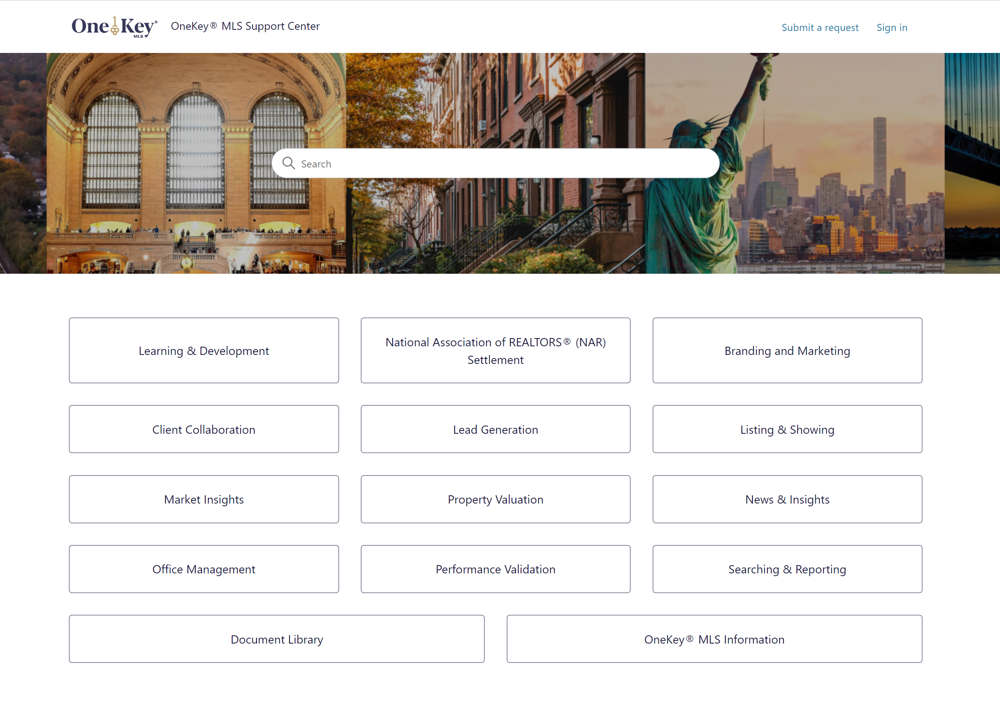 One Key®
MLS
OneKey® MLS Support Center
Submit a request
Sign in
Search
Learning & Development
National Association of REALTORS® (NAR)
Settlement
Branding and Marketing
Client Collaboration
Lead Generation
Listing & Showing
Market Insights
Property Valuation
News & Insights
Office Management
Performance Validation
Searching & Reporting
Document Library
OneKey® MLS Information